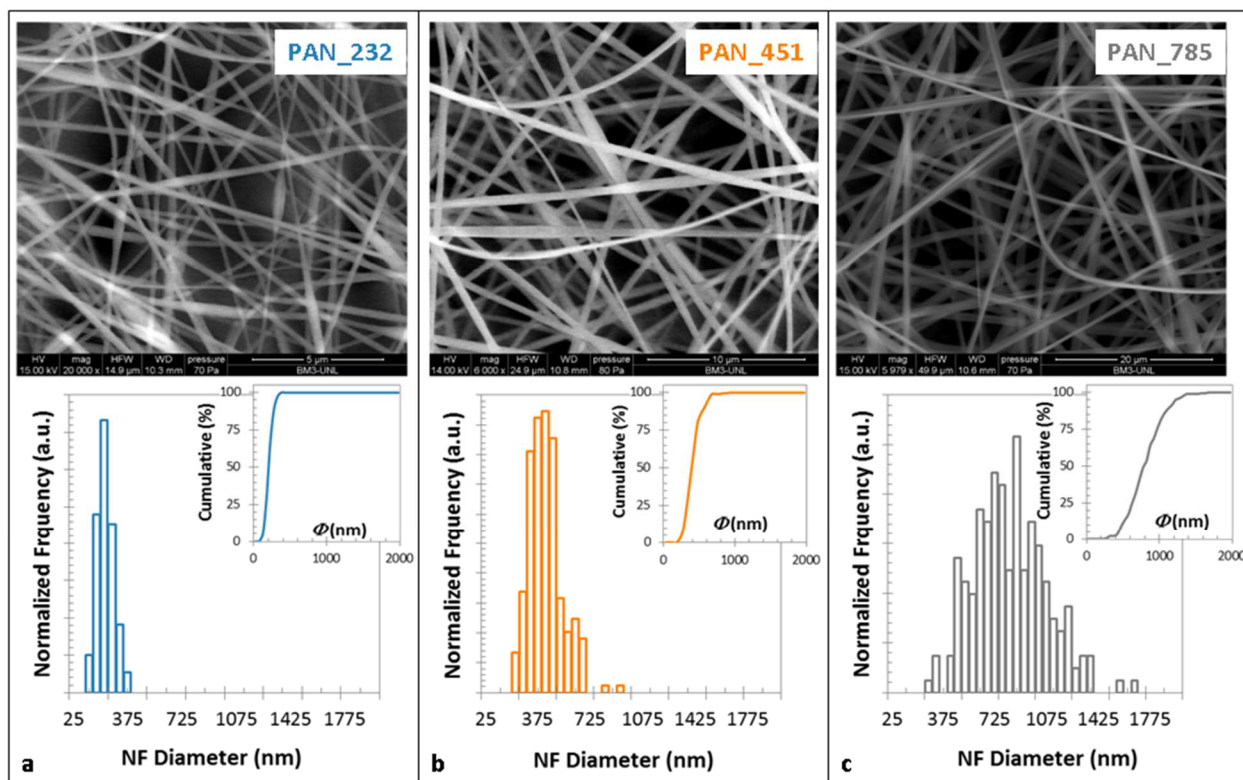 PAN_232
HV mag HFW WD pressure 5 µm
15.00 kV 20 000 x 14.9 µm 10.3 mm 70 Pa BM3-UNL
Normalized Frquency (a.u.)
Cumulative (%)
100
75
50
25
0
Φ(nm)
0 1000 2000
25 375 725 1075 1425 1775
NF Diameter (nm)
a
PAN_451
HV mag HFW WD pressure 10 µm
14.00 kV 6 000 x 24.9 µm 10.8 mm 80 Pa BM3-UNL
Normalized Frquency (a.u.)
Cumulative (%)
100
75
50
25
0
Φ(nm)
0 1000 2000
25 375 725 1075 1425 1775
NF Diameter (nm)
b
PAN_785
HV mag HFW WD pressure 20 µm
15.00 kV 5 979 x 49.9 µm 10.6 mm 70 Pa BM3-UNL
Normalized Frquency (a.u.)
Cumulative (%)
100
75
50
25
0
Φ(nm)
0 1000 2000
25 375 725 1075 1425 1775
NF Diameter (nm)
c